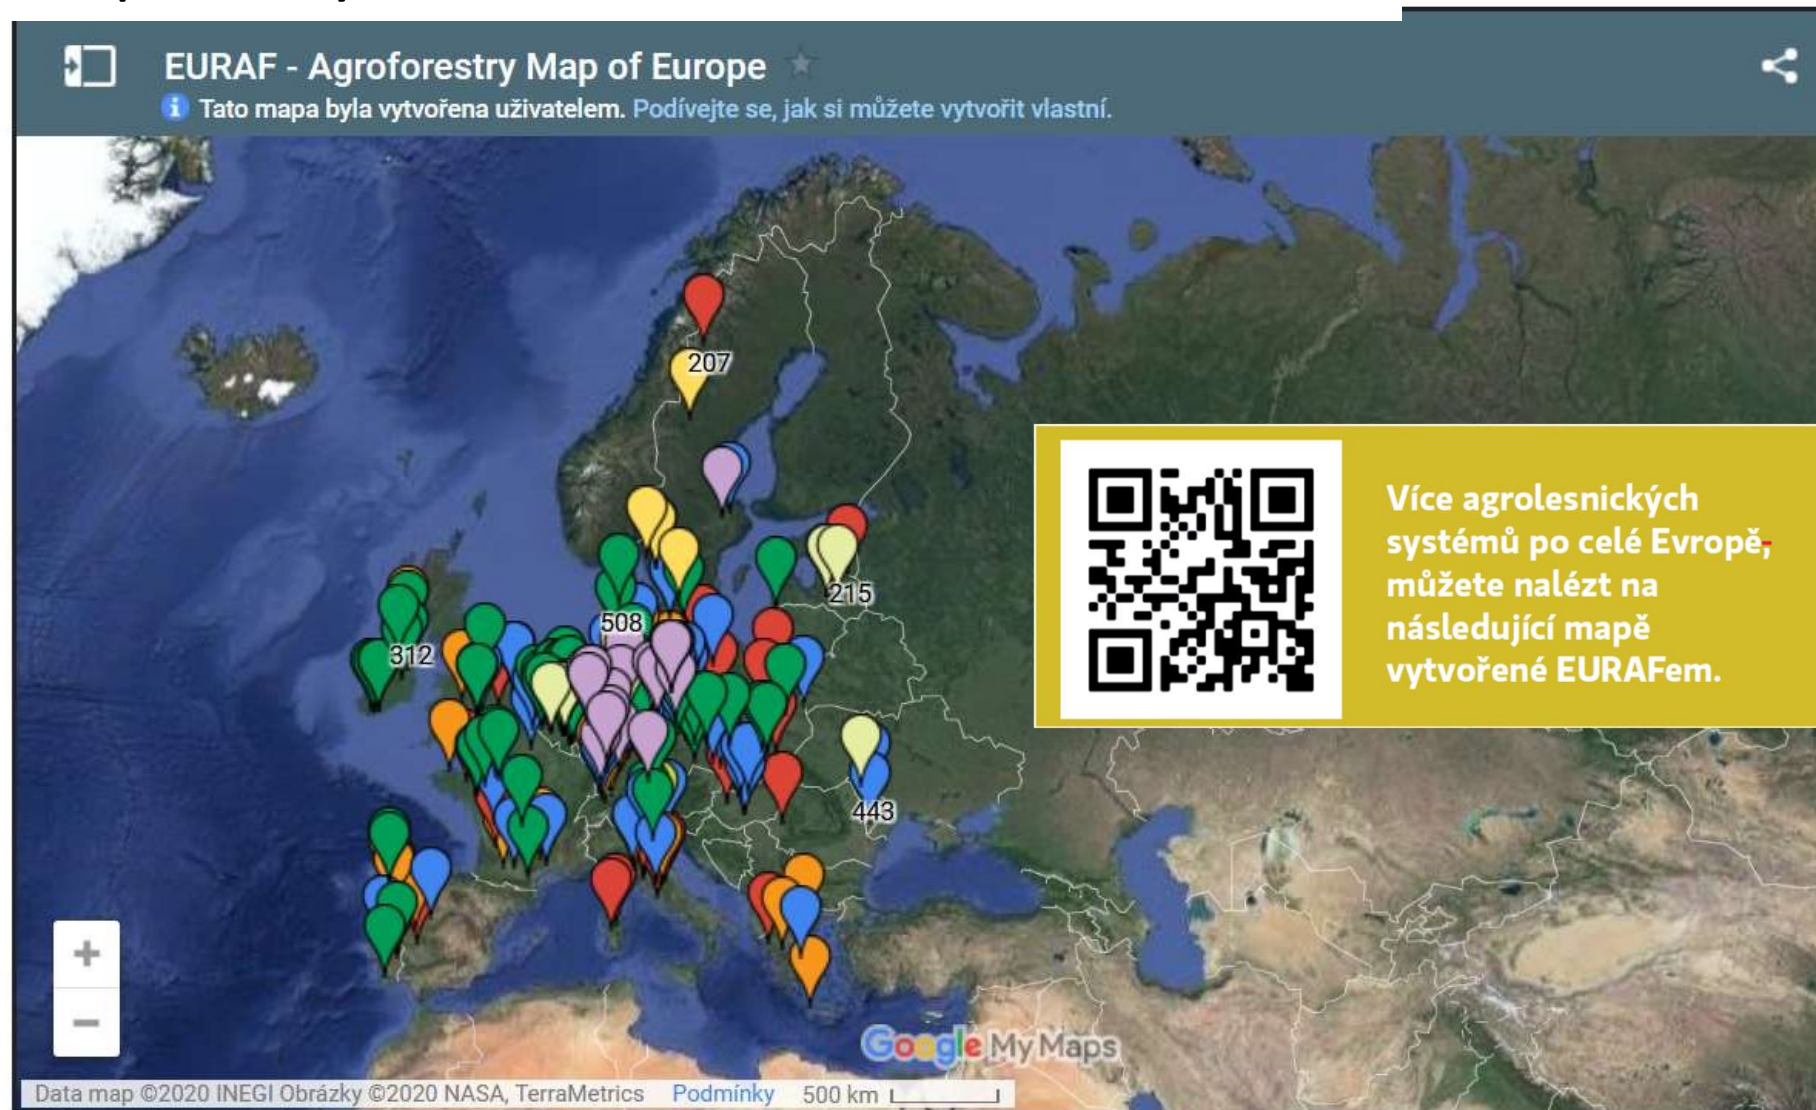 EURAF - Agroforestry Map of Europe
Tato mapa byla vytvořena uživatelem. Podívejte se, jak si můžete vytvořit vlastní.
207
215
508
312
443
Více agrolesnických
systémů po celé Evropě,
můžete nalézt na
následující mapě
vytvořené EURAFem.
Google My Maps
Data map ©2020 INEGI Obrázky ©2020 NASA, TerraMetrics Podmínky 500 km